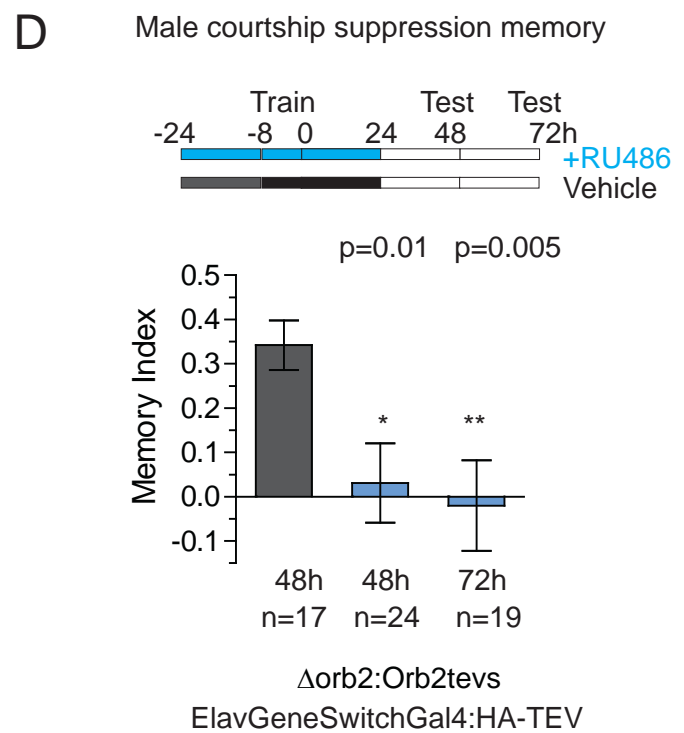 D
Male courtship suppression memory
Train Test Test
-24 -8 0 24 48 72h
+RU486
Vehicle
p=0.01 p=0.005
0.5
0.4
0.3
0.2
0.1
0.0
-0.1
Memory Index
* **
48h 48h 72h
n=17 n=24 n=19
Δorb2:Orb2tevs
ElavGeneSwitchGal4:HA-TEV